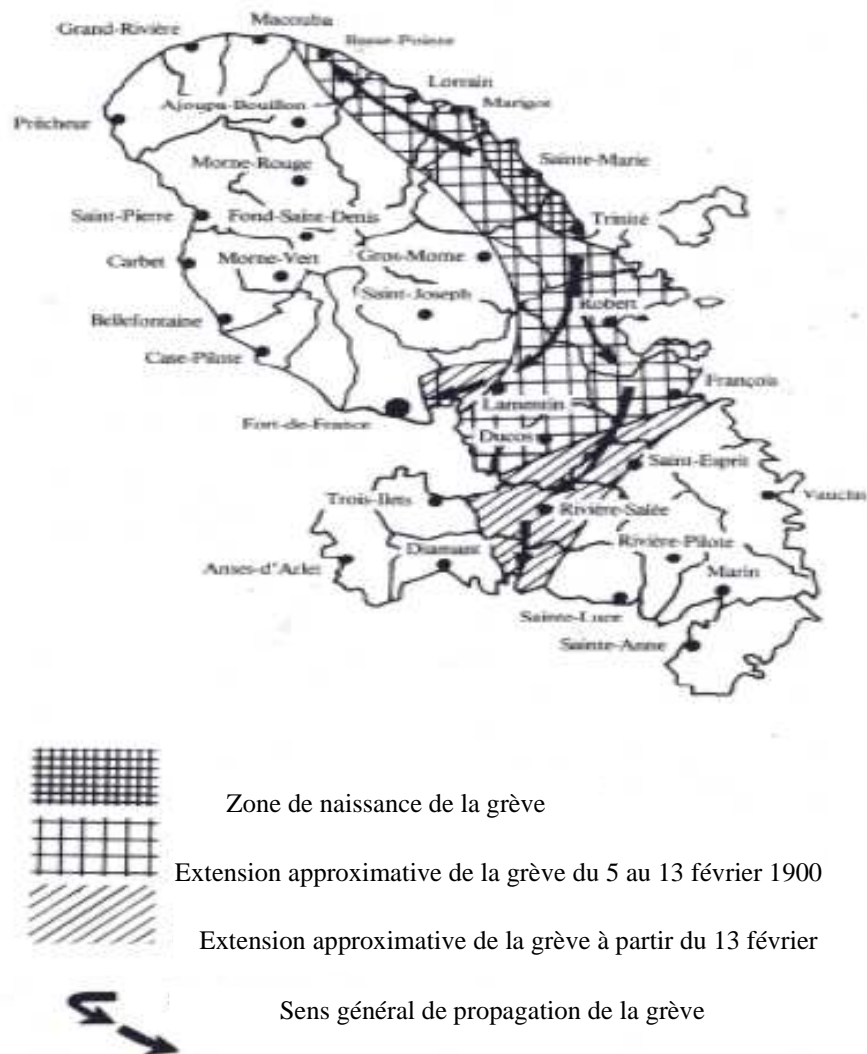 Macouba
Grand-Rivière
Basse-Pointe
Lorrain
Marigot
Ajoupa-Bouillon
Prêcheur
Sainte-Marie
Morne-Rouge
Saint-Pierre
Fond-Saint-Denis
Trinité
Carbet
Morne-Vert
Gros-Morne
Saint-Joseph
Robert
Bellefontaine
Case-Pilote
François
Lamentin
Fort-de-France
Ducos
Saint-Esprit
Trois-Ilets
Vauclin
Rivière-Salée
Diamant
Rivière-Pilote
Anses-d'Arlet
Marin
Sainte-Luce
Sainte-Anne
Zone de naissance de la grève
Extension approximative de la grève du 5 au 13 février 1900
Extension approximative de la grève à partir du 13 février
Sens général de propagation de la grève